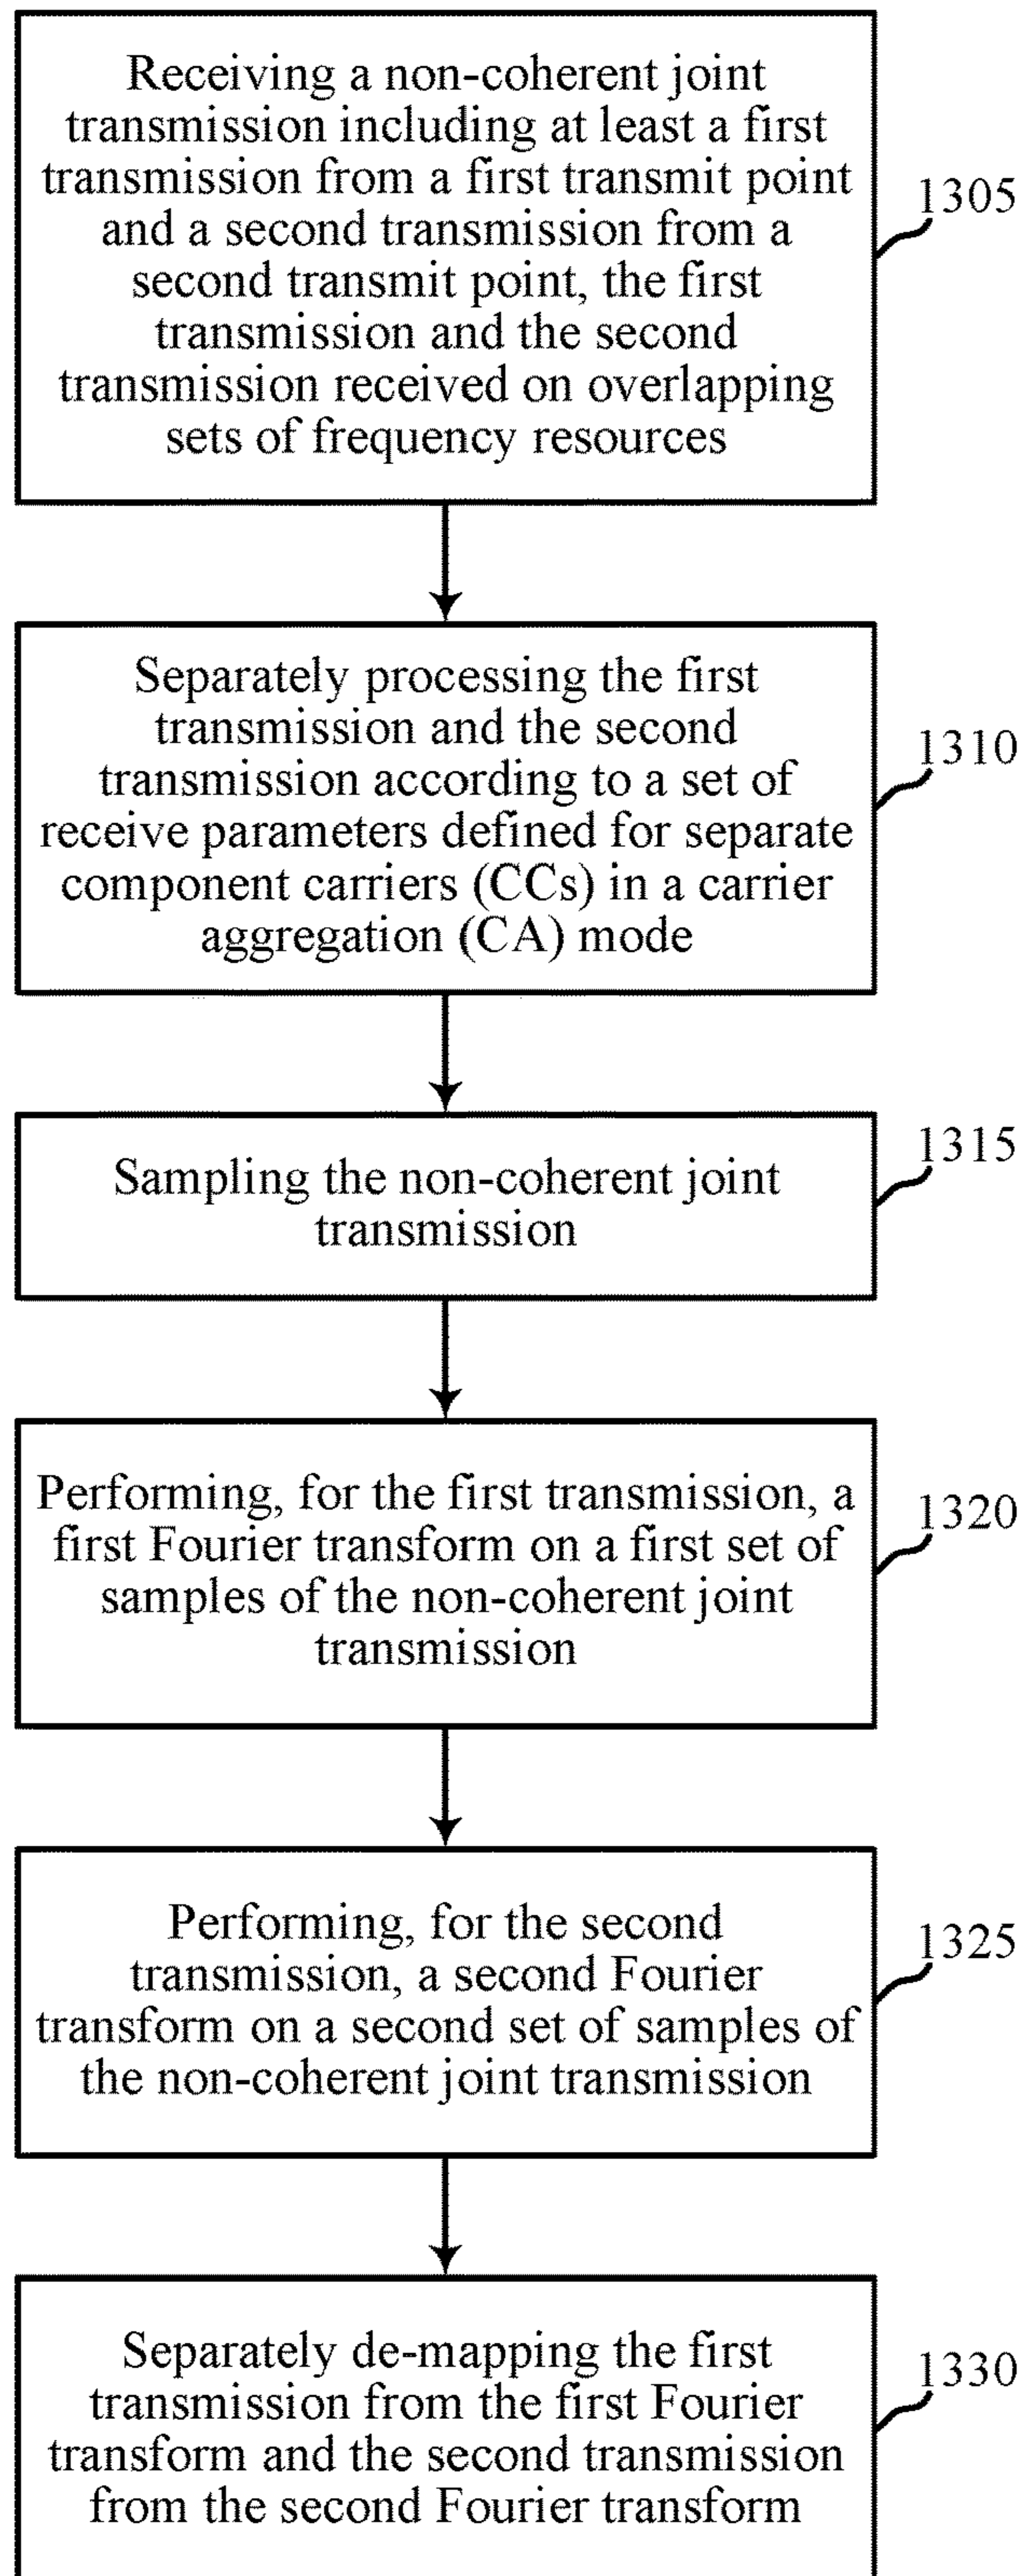 Receiving a non-coherent joint
transmission including at least a first
transmission from a first transmit point
and a second transmission from a
second transmit point, the first
transmission and the second
transmission received on overlapping
sets of frequency resources
1305
Separately processing the first
transmission and the second
transmission according to a set of
receive parameters defined for separate
component carriers (CCs) in a carrier
aggregation (CA) mode
1310
Sampling the non-coherent joint
transmission
1315
Performing, for the first transmission, a
first Fourier transform on a first set of
samples of the non-coherent joint
transmission
1320
Performing, for the second
transmission, a second Fourier
transform on a second set of samples of
the non-coherent joint transmission
1325
Separately de-mapping the first
transmission from the first Fourier
transform and the second transmission
from the second Fourier transform
1330